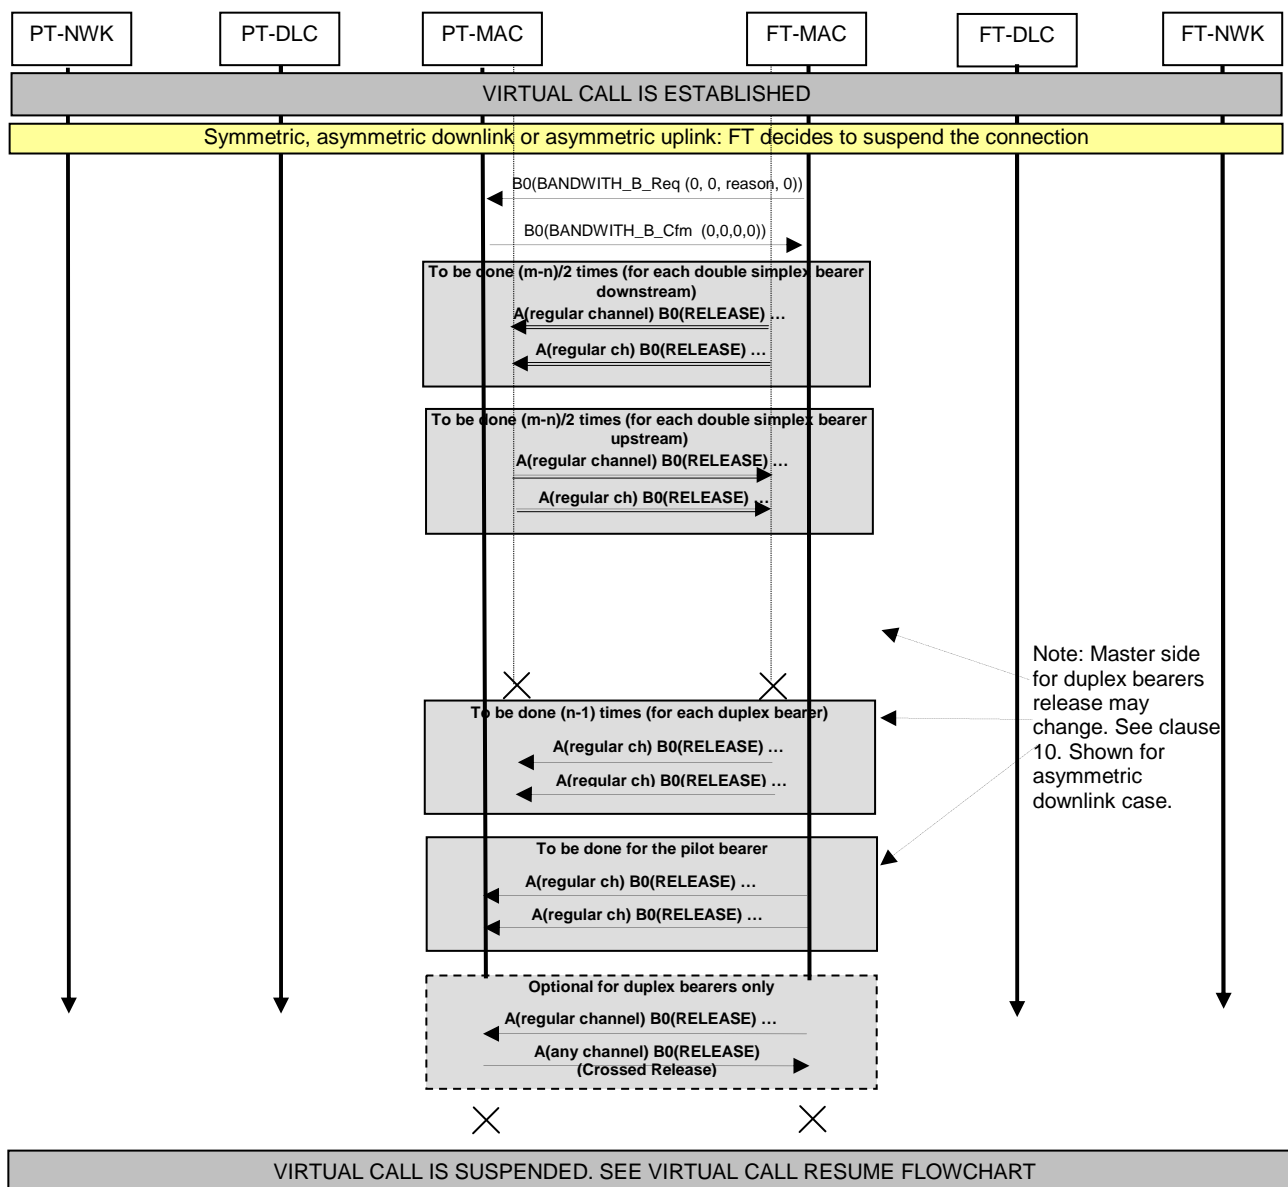 PT-NWK
PT-DLC
PT-MAC
FT-MAC
FT-DLC
FT-NWK
VIRTUAL CALL IS ESTABLISHED
Symmetric, asymmetric downlink or asymmetric uplink: FT decides to suspend the connection
B0(BANDWITH_B_Req (0, 0, reason, 0))
B0(BANDWITH_B_Cfm (0,0,0,0))
To be done (m-n)/2 times (for each double simplex bearer
downstream)
A(regular channel) B0(RELEASE) …
A(regular ch) B0(RELEASE) …
To be done (m-n)/2 times (for each double simplex bearer
upstream)
A(regular channel) B0(RELEASE) …
A(regular ch) B0(RELEASE) …
Note: Master side
for duplex bearers
release may
change. See clause
10. Shown for
asymmetric
downlink case.
To be done (n-1) times (for each duplex bearer)
A(regular ch) B0(RELEASE) …
A(regular ch) B0(RELEASE) …
To be done for the pilot bearer
A(regular ch) B0(RELEASE) …
A(regular ch) B0(RELEASE) …
Optional for duplex bearers only
A(regular channel) B0(RELEASE) …
A(any channel) B0(RELEASE)
(Crossed Release)
VIRTUAL CALL IS SUSPENDED. SEE VIRTUAL CALL RESUME FLOWCHART